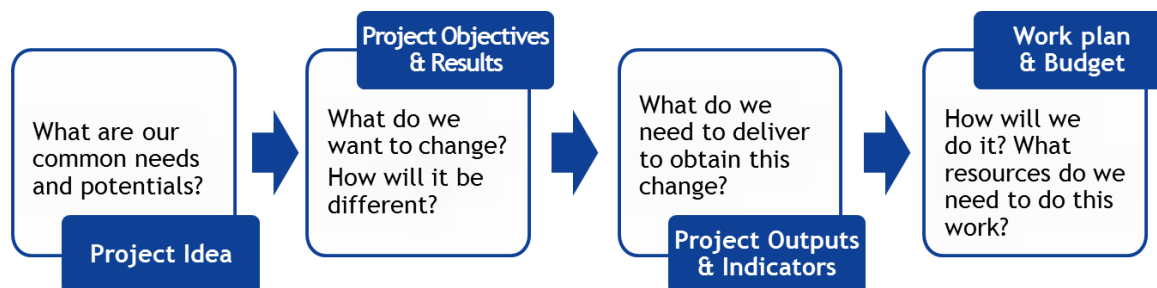 What are our
common needs
and potentials?
Project Idea
Project Objectives
& Results
What do we
want to change?
How will it be
different?
What do we
need to deliver
to obtain this
change?
Project Outputs
& Indicators
Work plan
& Budget
How will we
do it? What
resources do we
need to do this
work?